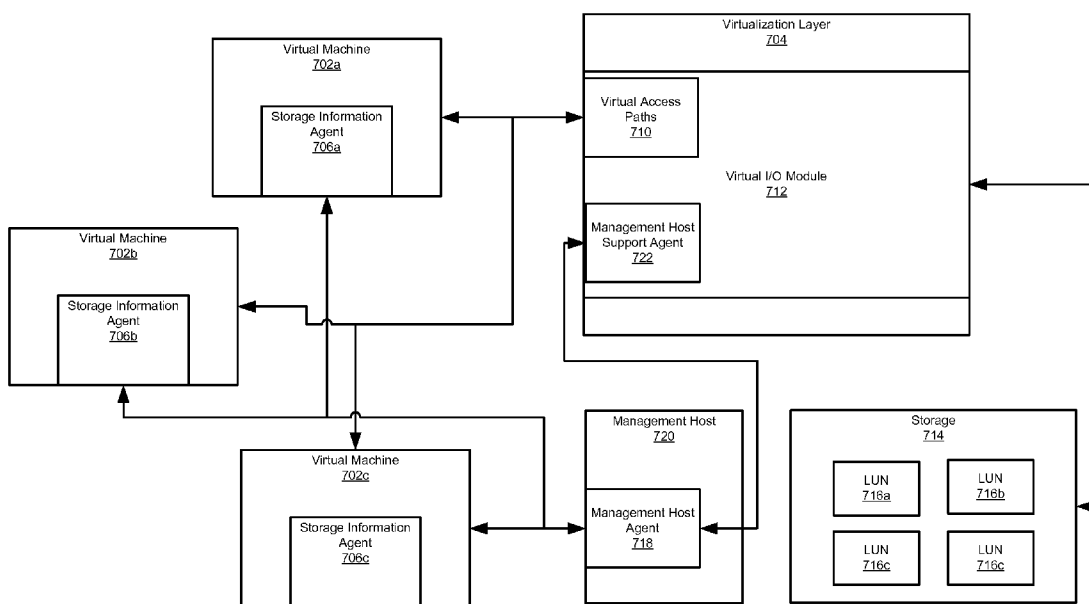 Virtual Machine
702a
Storage Information
Agent
706a
Virtualization Layer
704
Virtual Access
Paths
710
Virtual I/O Module
712
Management Host
Support Agent
722
Virtual Machine
702b
Storage Information
Agent
706b
Virtual Machine
702c
Storage Information
Agent
706c
Management Host
720
Management Host
Agent
718
Storage
714
LUN
716a
LUN
716b
LUN
716c
LUN
716c